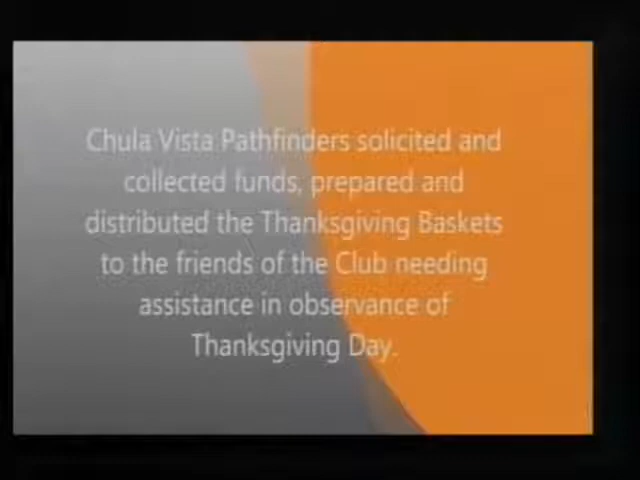 Chula Vista Pathfinders solicited and
collected funds, prepared and
distributed the Thanksgiving Baskets
to the friends of the Club needing
assistance in observance of
Thanksgiving Day.